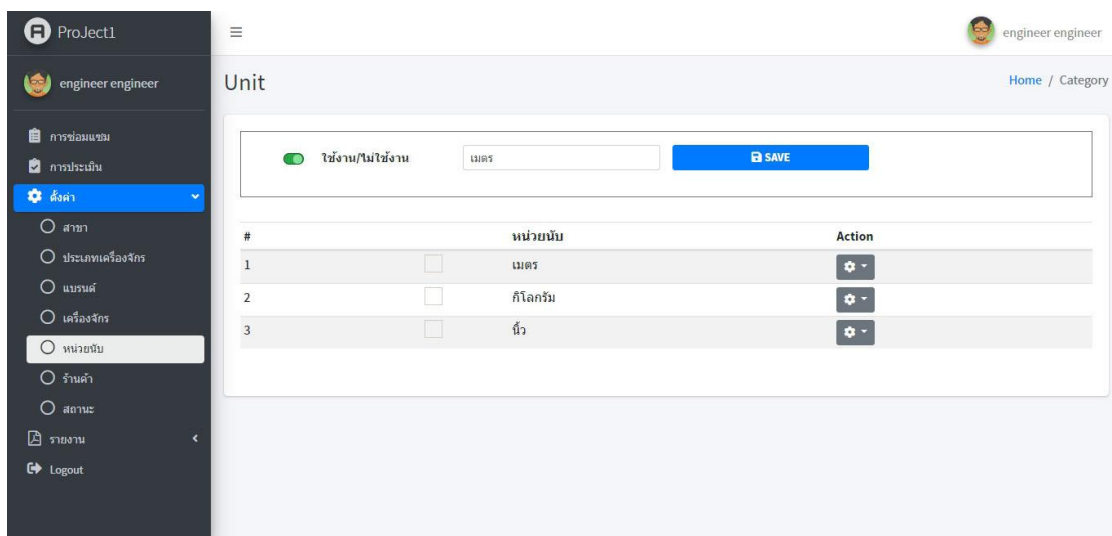 ProJect1
engineer engineer
engineer engineer
Unit
Home / Category
การซ่อมแซม
การประเมิน
ตั้งค่า
สาขา
ประเภทเครื่องจักร
แบรนด์
เครื่องจักร
หน่วยนับ
ร้านค้า
สถานะ
รายงาน
Logout
ใช้งาน/ไม่ใช้งาน เมตร SAVE
# หน่วยนับ Action
1 เมตร
2 กิโลกรัม
3 นิ้ว